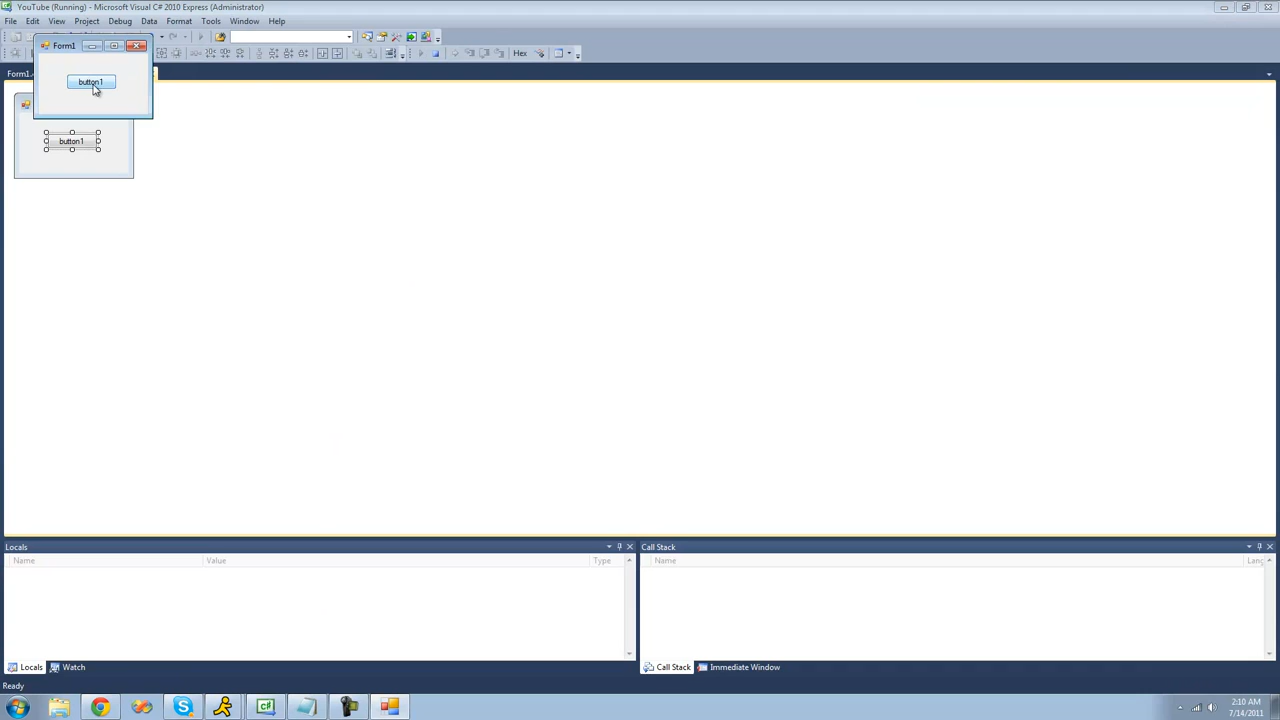 YouTube (Running) - Microsoft Visual C# 2010 Express (Administrator)
File Edit View Project Debug Data Format Tools Window Help
Form1
Hex
Form1.
button1
button1
Locals
Name Value Type
Call Stack
Name Lang
Locals Watch
Call Stack Immediate Window
Ready
2:10 AM
7/14/2011